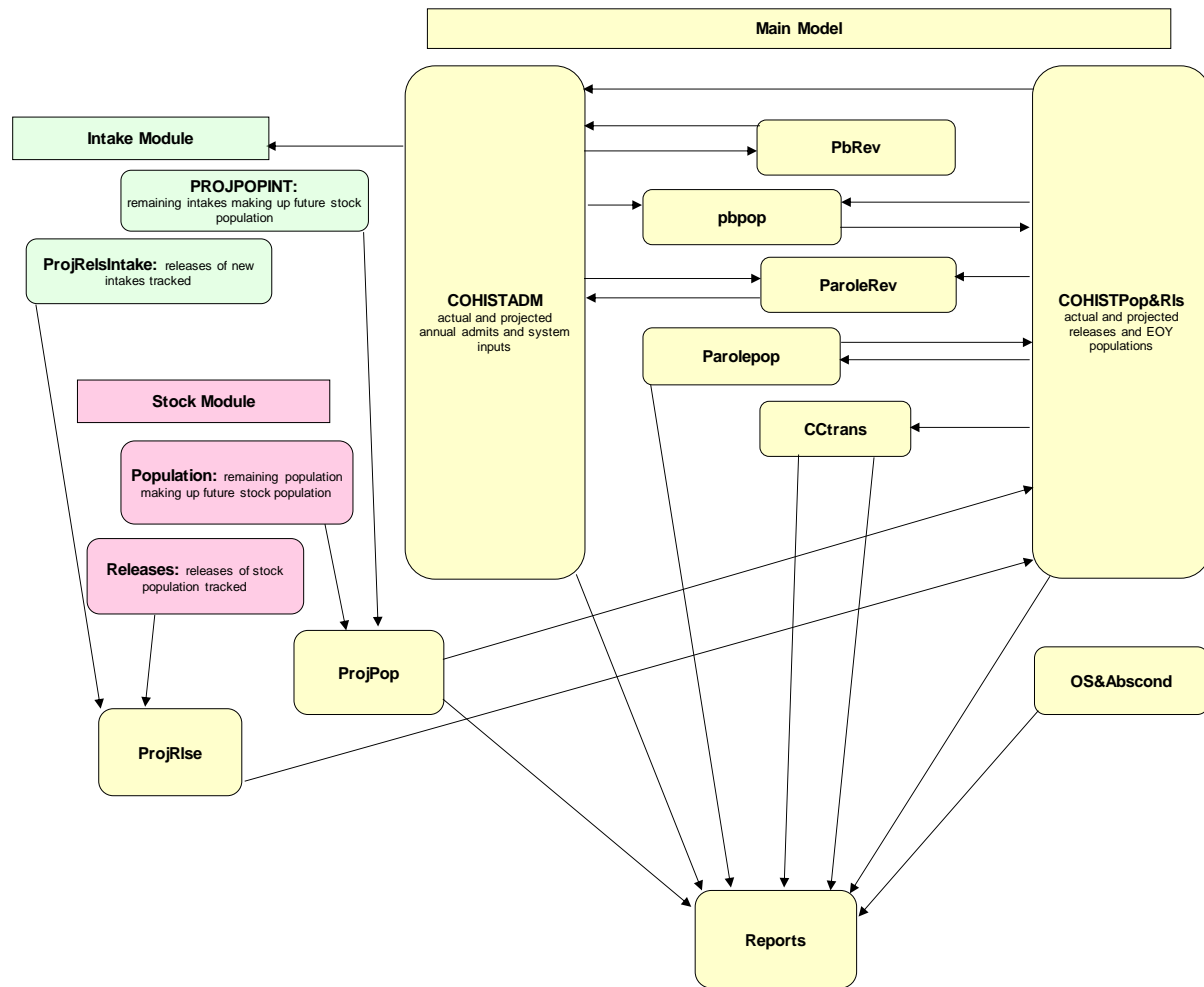 Main Model
Intake Module
PROJPOPINT:
remaining intakes making up future stock
population
ProjRelsIntake: releases of new
intakes tracked
Stock Module
Population: remaining population
making up future stock population
Releases: releases of stock
population tracked
ProjPop
ProjRlse
COHISTADM
actual and projected
annual admits and system
inputs
PbRev
pbpop
ParoleRev
Parolepop
CCtrans
COHISTPop&Rls
actual and projected
releases and EOY
populations
OS&Abscond
Reports